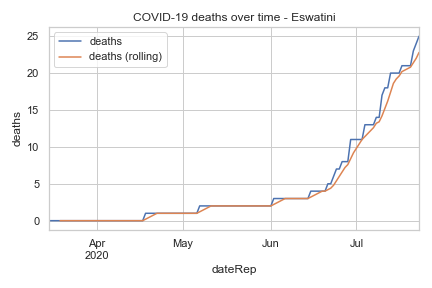 COVID-19 deaths over time - Eswatini
deaths
deaths (rolling)
25
20
15
10
5
0
deaths
Apr
2020
May
Jun
Jul
dateRep